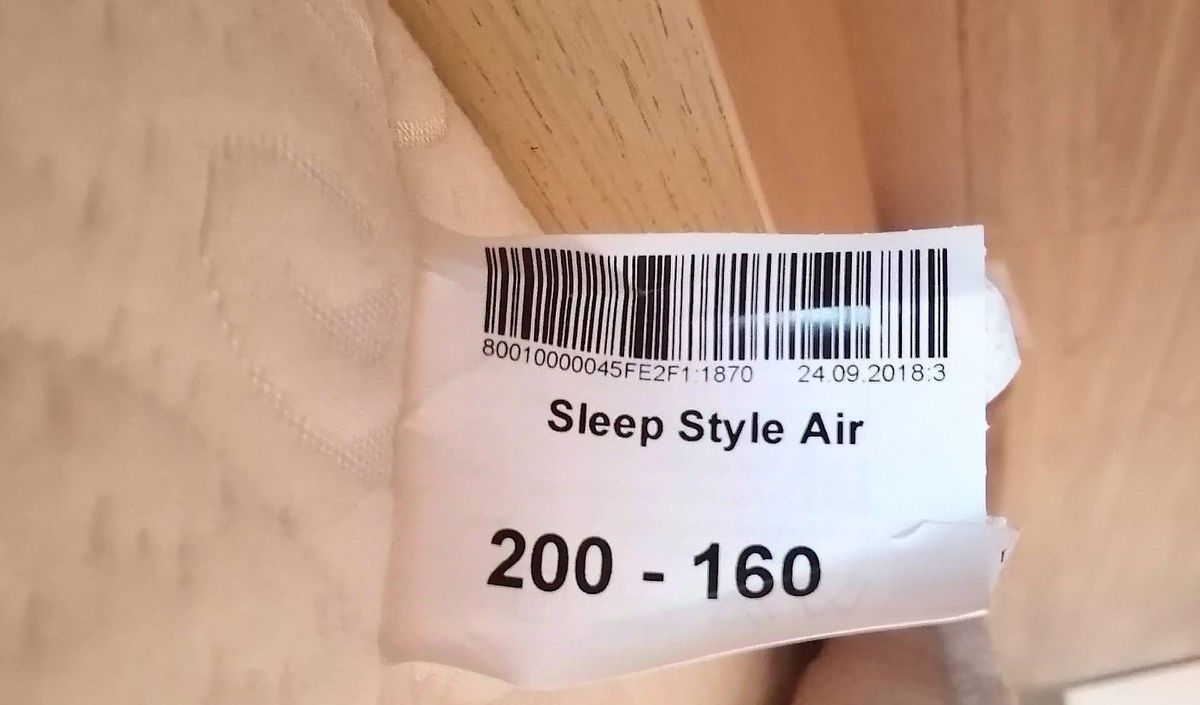 80010000045FE2F1:1870 24.09.2018:3
Sleep Style Air
200 - 160